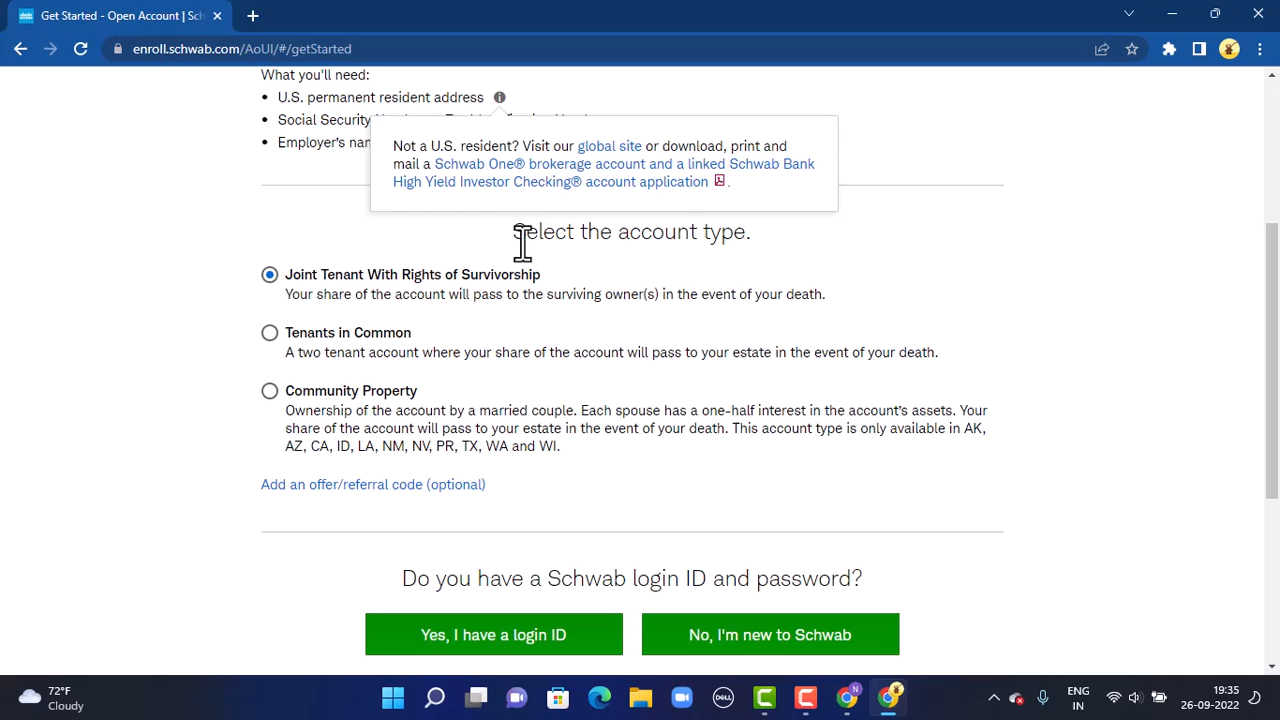 Get Started - Open Account | Sch
enroll.schwab.com/AoUI/#/getStarted
What you'll need:
• U.S. permanent resident address
• Social Security
• Employer's nam
Not a U.S. resident? Visit our global site or download, print and
mail a Schwab One® brokerage account and a linked Schwab Bank
High Yield Investor Checking® account application .
Select the account type.
Joint Tenant With Rights of Survivorship
Your share of the account will pass to the surviving owner(s) in the event of your death.
Tenants in Common
A two tenant account where your share of the account will pass to your estate in the event of your death.
Community Property
Ownership of the account by a married couple. Each spouse has a one-half interest in the account's assets. Your
share of the account will pass to your estate in the event of your death. This account type is only available in AK,
AZ, CA, ID, LA, NM, NV, PR, TX, WA and WI.
Add an offer/referral code (optional)
Do you have a Schwab login ID and password?
Yes, I have a login ID
No, I'm new to Schwab
72°F
Cloudy
DELL
N
ENG
IN
19:35
26-09-2022